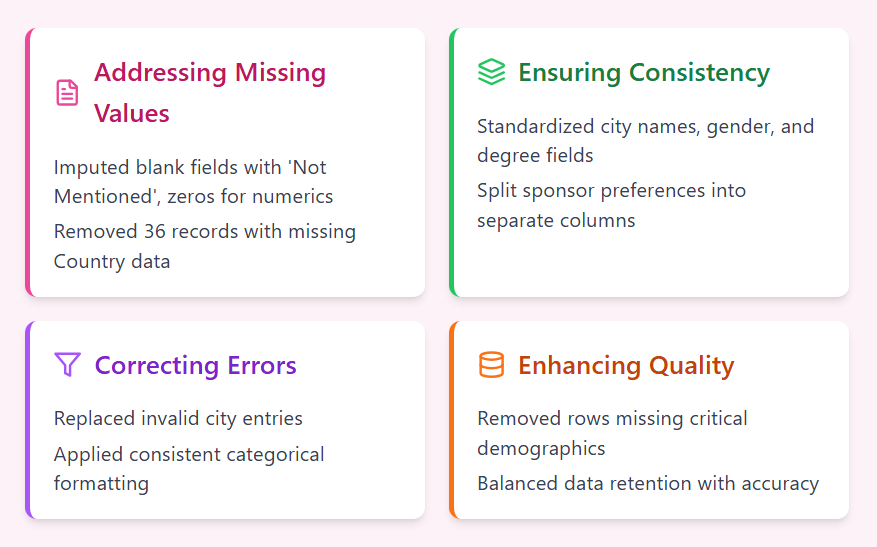 Addressing Missing
Values
Imputed blank fields with 'Not
Mentioned', zeros for numerics
Removed 36 records with missing
Country data
Ensuring Consistency
Standardized city names, gender, and
degree fields
Split sponsor preferences into
separate columns
Correcting Errors
Replaced invalid city entries
Applied consistent categorical
formatting
Enhancing Quality
Removed rows missing critical
demographics
Balanced data retention with accuracy